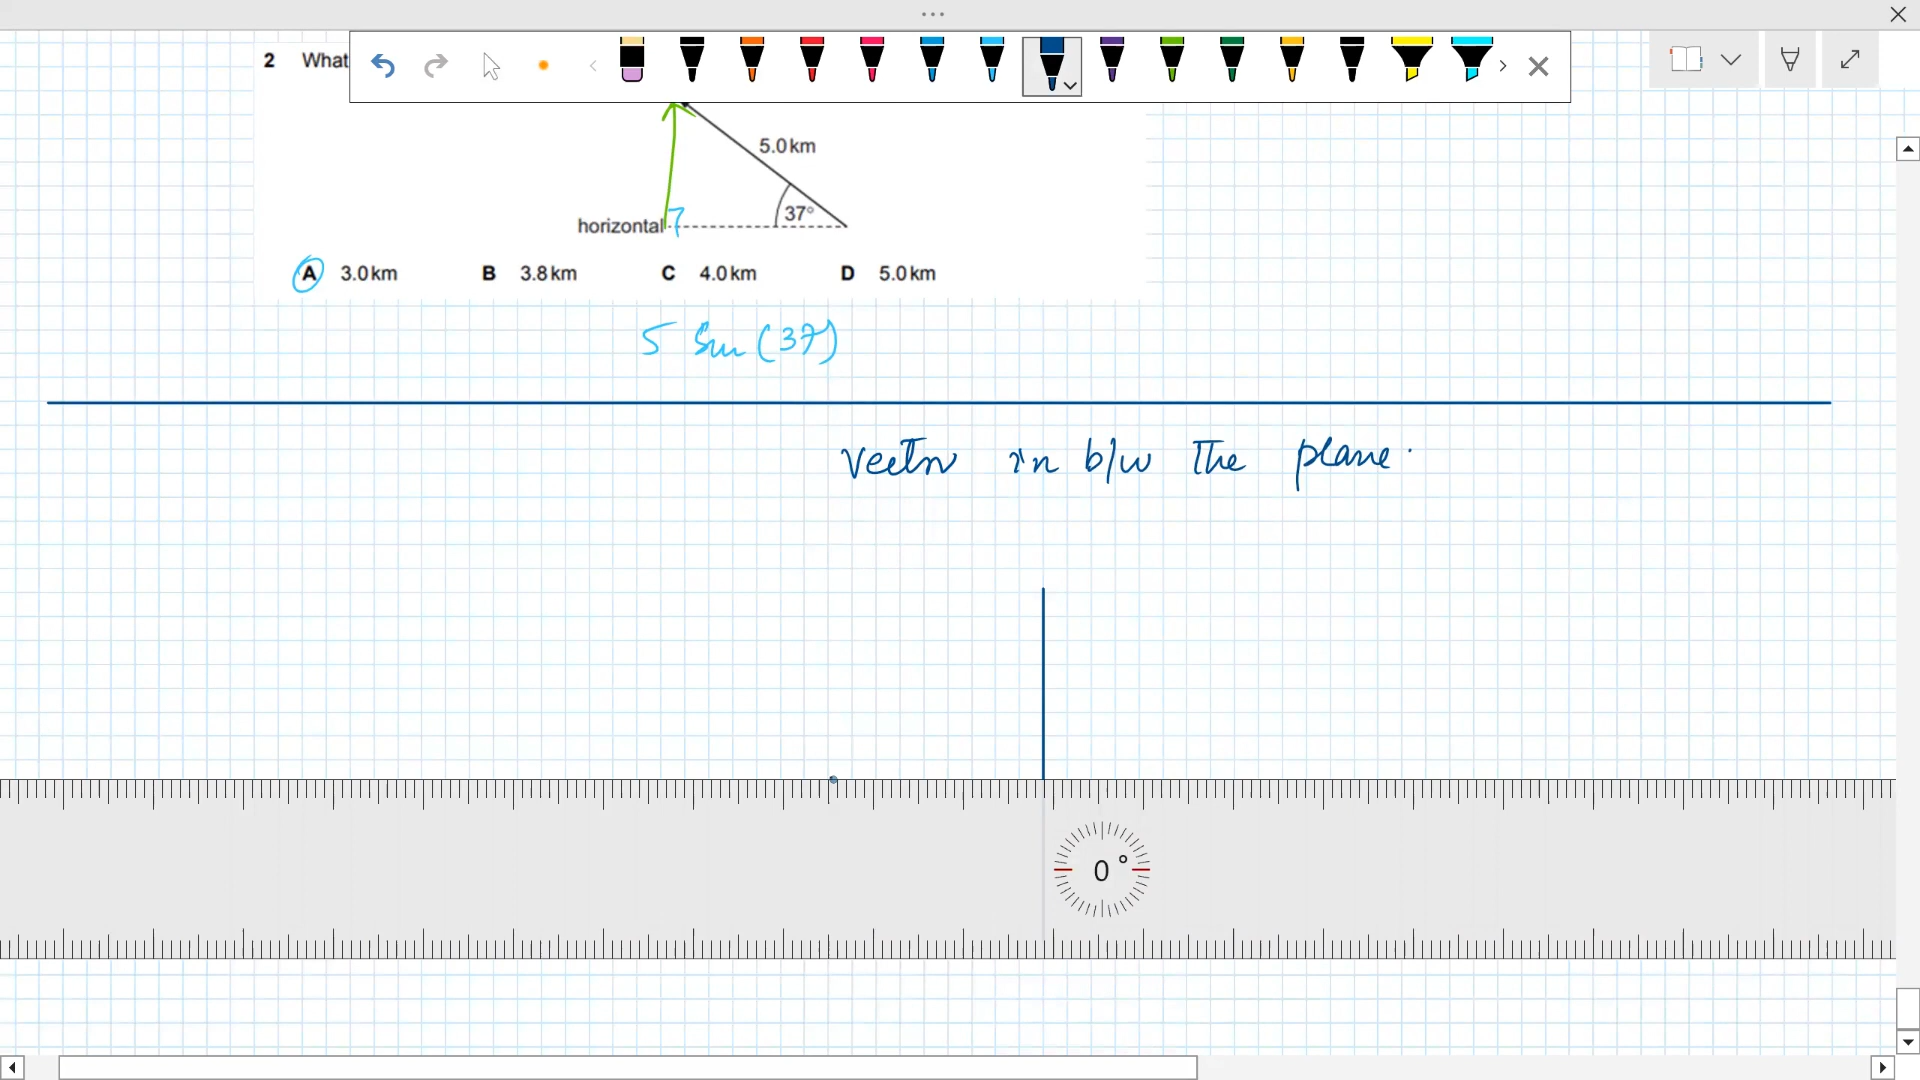 2 What
5.0 km
37°
horizontal
A 3.0 km B 3.8 km C 4.0 km D 5.0 km
5 Sin (37)
Vector in b/w The plane.
0°